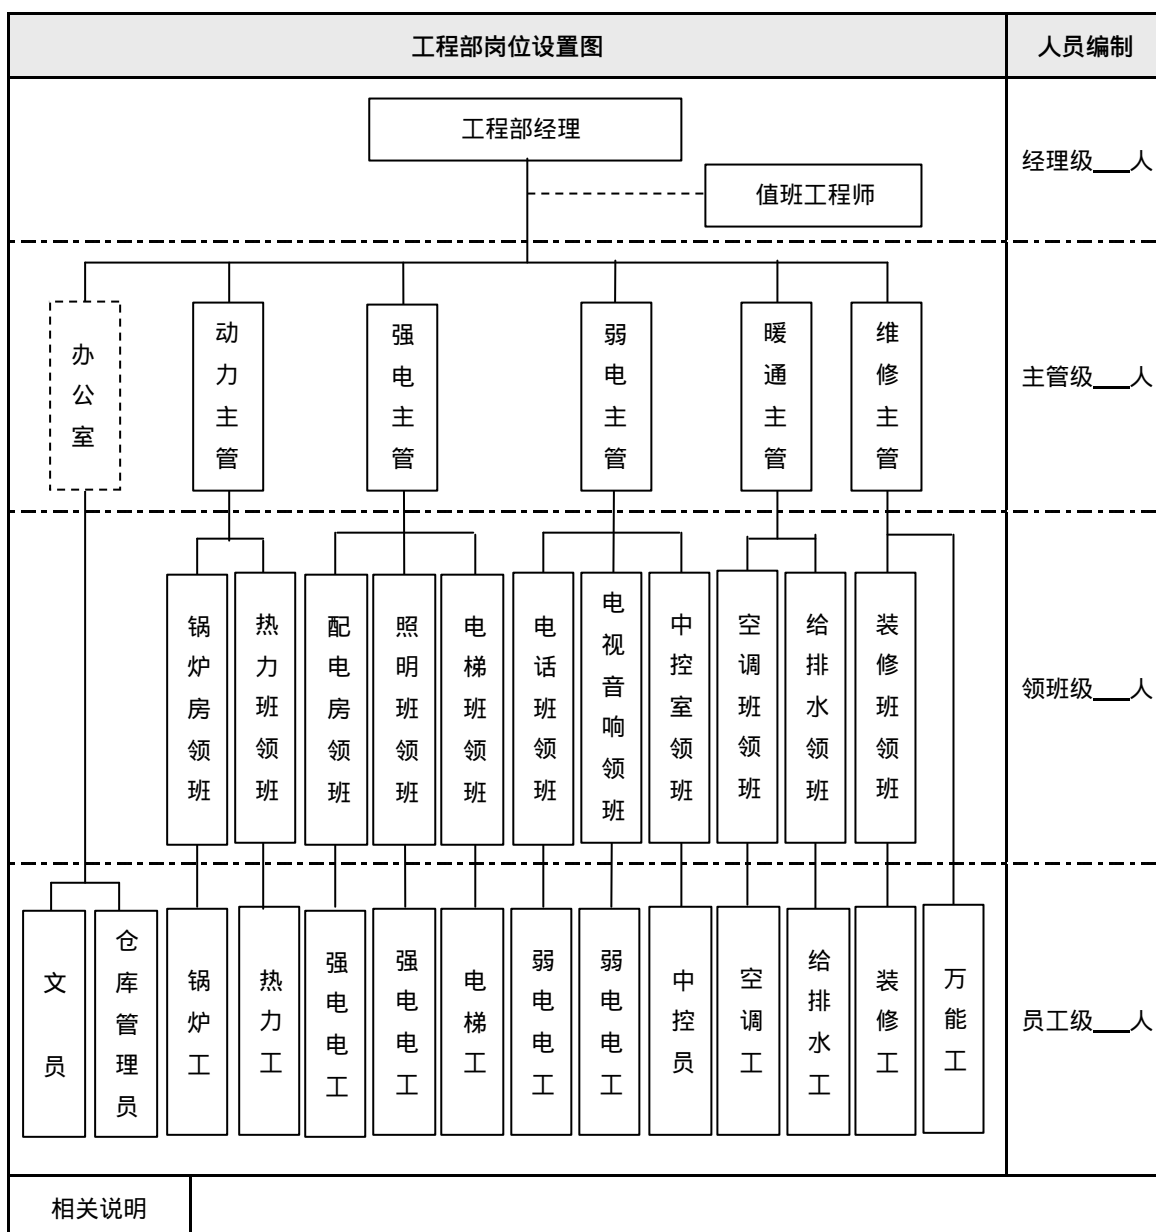 工程部岗位设置图
人员编制
工程部经理
值班工程师
经理级___人
办公室
动力主管
强电主管
弱电主管
暖通主管
维修主管
主管级___人
锅炉房领班
热力班领班
配电房领班
照明班领班
电梯班领班
电话班领班
电视音响领班
中控室领班
空调班领班
给排水领班
装修班领班
领班级___人
文员
仓库管理员
锅炉工
热力工
强电电工
强电电工
电梯工
弱电电工
弱电电工
中控员
空调工
给排水工
装修工
万能工
员工级___人
相关说明